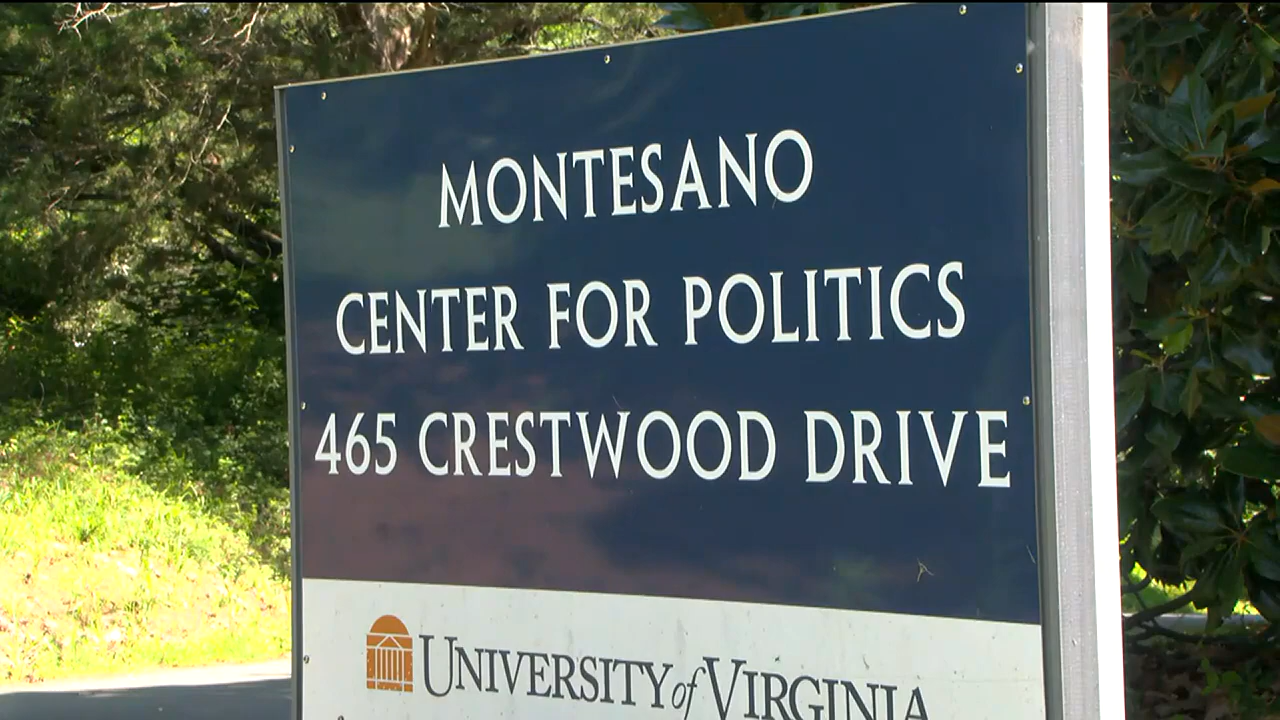 MONTESANO
CENTER FOR POLITICS
465 CRESTWOOD DRIVE
UNIVERSITY of VIRGINIA